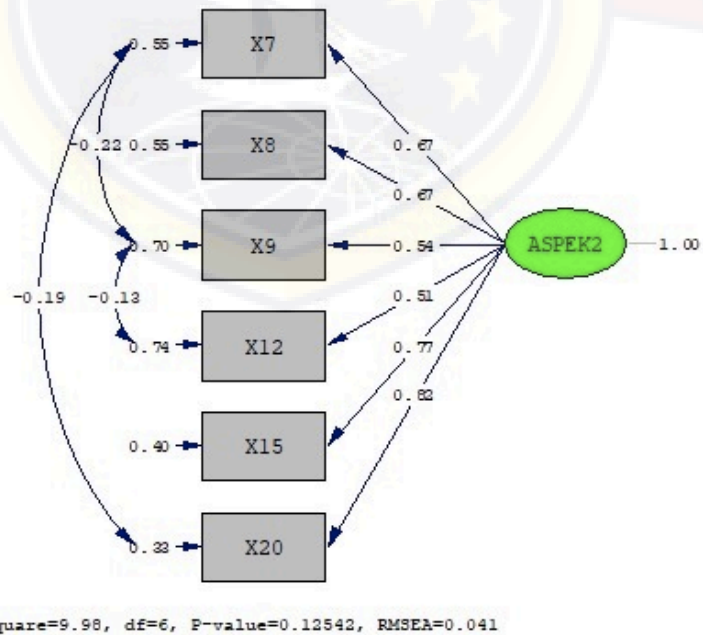 0.55 X7
-0.22 0.55 X8 0.67
0.67
0.70 X9 0.54 ASPEK2 1.00
-0.19 -0.13 0.51
0.74 X12 0.77
0.82
0.40 X15
0.33 X20
quare=9.98, df=6, P-value=0.12542, RMSEA=0.041